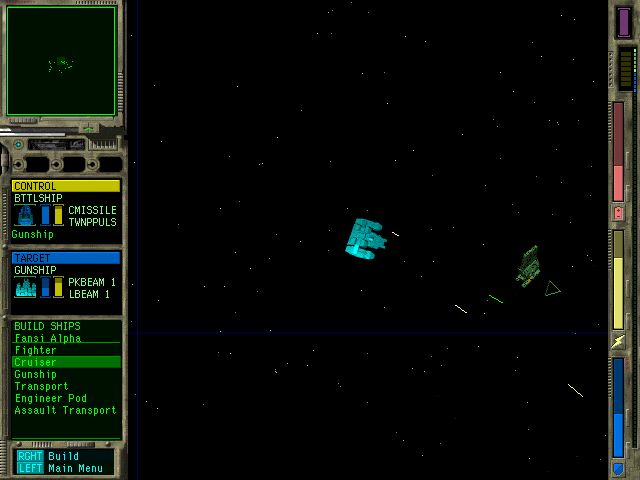 CONTROL
BTTLSHIP
CMISSILE
TWNPPULS
Gunship
TARGET
GUNSHIP
PKBEAM 1
LBEAM 1
BUILD SHIPS
Fansi Alpha
Fighter
Cruiser
Gunship
Transport
Engineer Pod
Assault Transport
RGHT Build
LEFT Main Menu